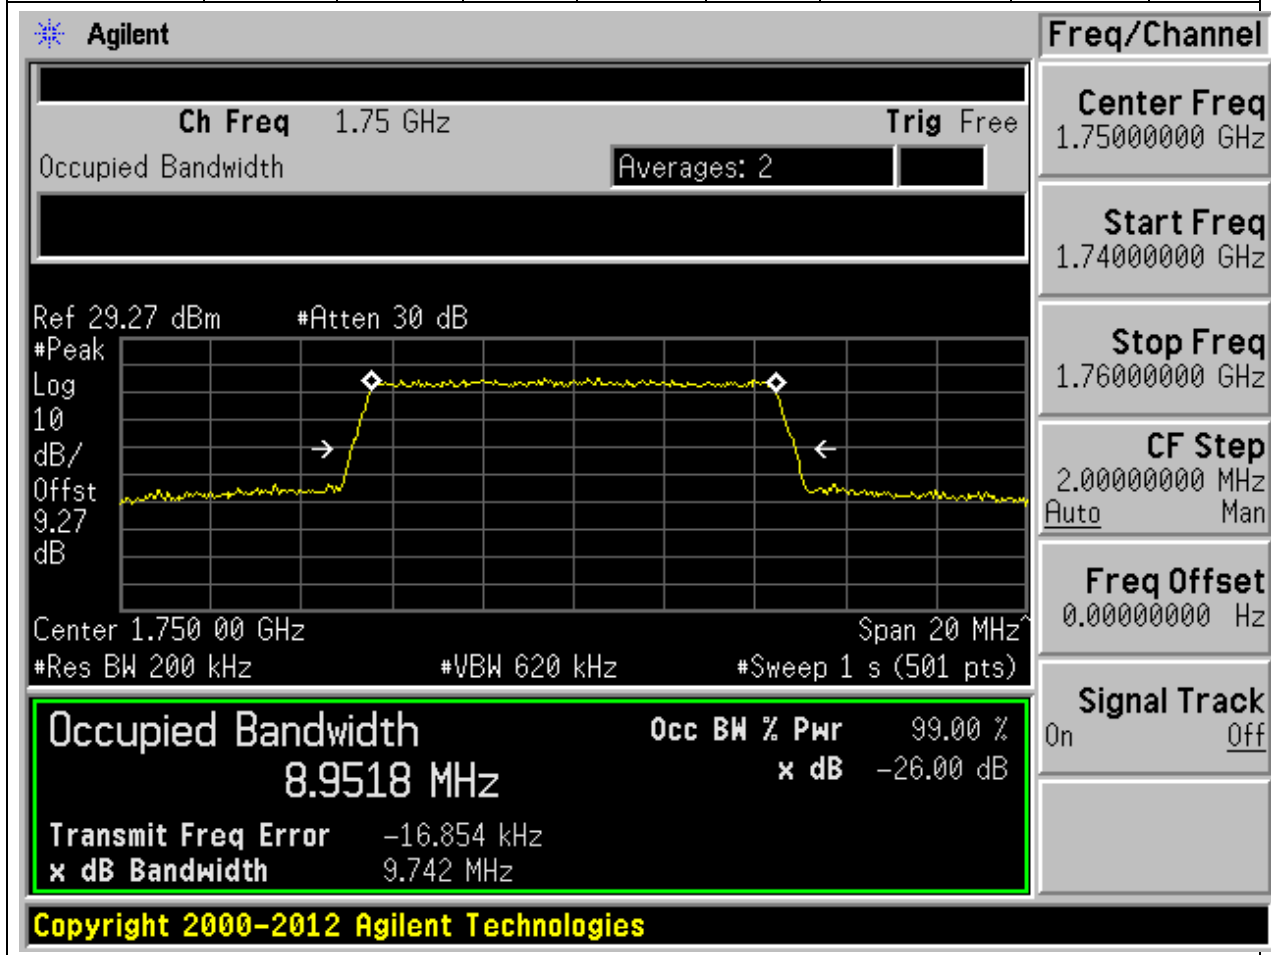 Agilent
Freq/Channel
Ch Freq 1.75 GHz Trig Free
Occupied Bandwidth Averages: 2
Ref 29.27 dBm #Atten 30 dB
#Peak
Log
10
dB/
Offst
9.27
dB
Center 1.750 00 GHz Span 20 MHz^
#Res BW 200 kHz #VBW 620 kHz #Sweep 1 s (501 pts)
Occupied Bandwidth Occ BW % Pwr 99.00 %
8.9518 MHz x dB -26.00 dB
Transmit Freq Error -16.854 kHz
x dB Bandwidth 9.742 MHz
Copyright 2000-2012 Agilent Technologies
Center Freq
1.75000000 GHz
Start Freq
1.74000000 GHz
Stop Freq
1.76000000 GHz
CF Step
2.00000000 MHz
Auto Man
Freq Offset
0.00000000 Hz
Signal Track
On Off